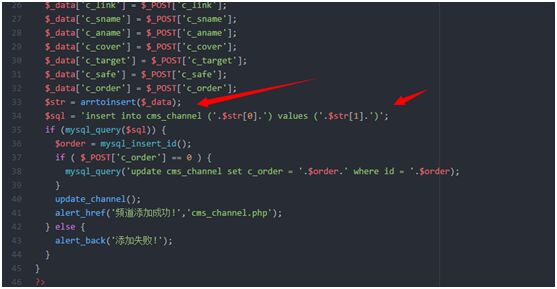 26 $_data['c_link'] = $_POST['c_link'];
27 $_data['c_sname'] = $_POST['c_sname'];
28 $_data['c_aname'] = $_POST['c_aname'];
29 $_data['c_cover'] = $_POST['c_cover'];
30 $_data['c_target'] = $_POST['c_target'];
31 $_data['c_safe'] = $_POST['c_safe'];
32 $_data['c_order'] = $_POST['c_order'];
33 $str = arrtoinsert($_data);
34 $sql = 'insert into cms_channel ('.$str[0].') values ('.$str[1].')';
35 if (mysql_query($sql)) {
36 $order = mysql_insert_id();
37 if ( $_POST['c_order'] == 0 ) {
38 mysql_query('update cms_channel set c_order = '.$order.' where id = '.$order);
39 }
40 update_channel();
41 alert_href('频道添加成功!','cms_channel.php');
42 } else {
43 alert_back('添加失败!');
44 }
45 }
46 ?>